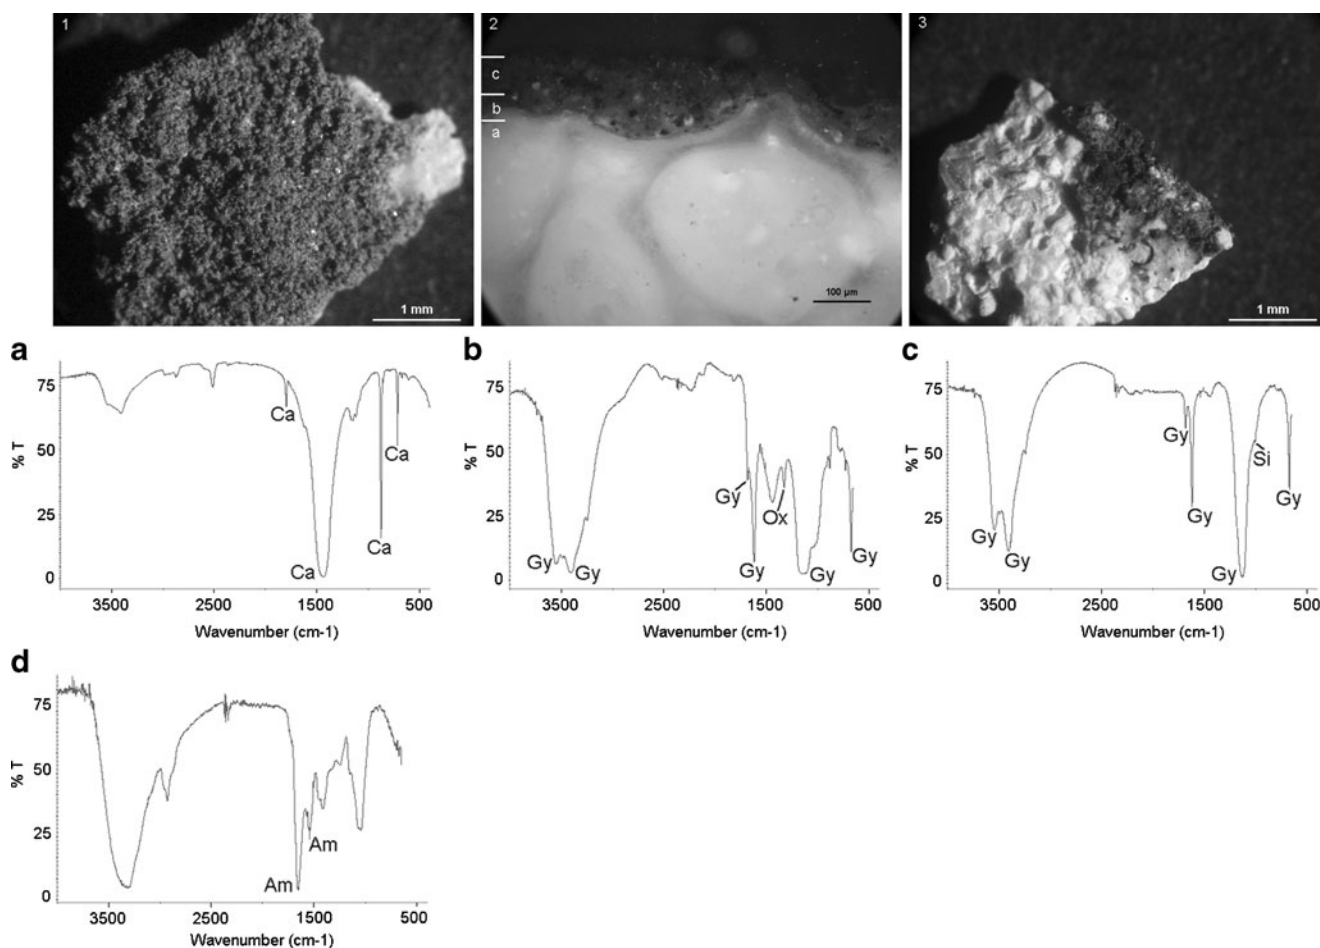 1
1 mm
2
c
b
a
100 µm
3
1 mm
a
75
50
25
0
% T
Ca
Ca
Ca
Ca
3500
2500
1500
500
Wavenumber (cm-1)
b
75
50
25
0
% T
Gy
Gy
Gy
Gy
Ox
Gy
Gy
3500
2500
1500
500
Wavenumber (cm-1)
c
75
50
25
0
% T
Gy
Gy
Gy
Gy
Gy
Si
Gy
3500
2500
1500
500
Wavenumber (cm-1)
d
75
50
25
0
% T
Am
Am
3500
2500
1500
500
Wavenumber (cm-1)